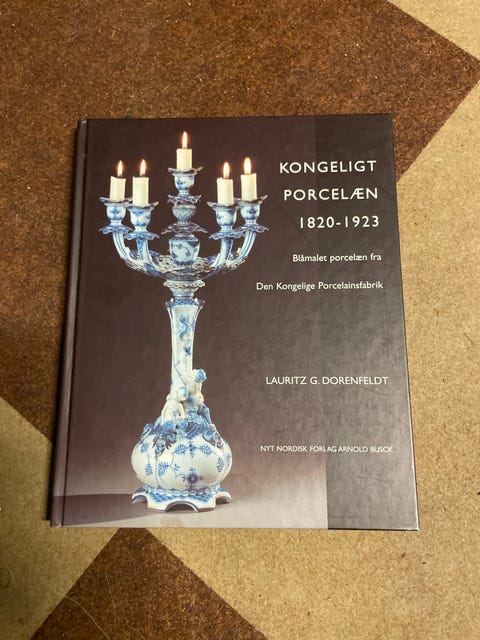 KONGELIGT
PORCELÆN
1820-1923
Blåmalet porcelæn fra
Den Kongelige Porcelainsfabrik
LAURITZ G. DORENFELDT
NYT NORDISK FORLAG ARNOLD BUSCK